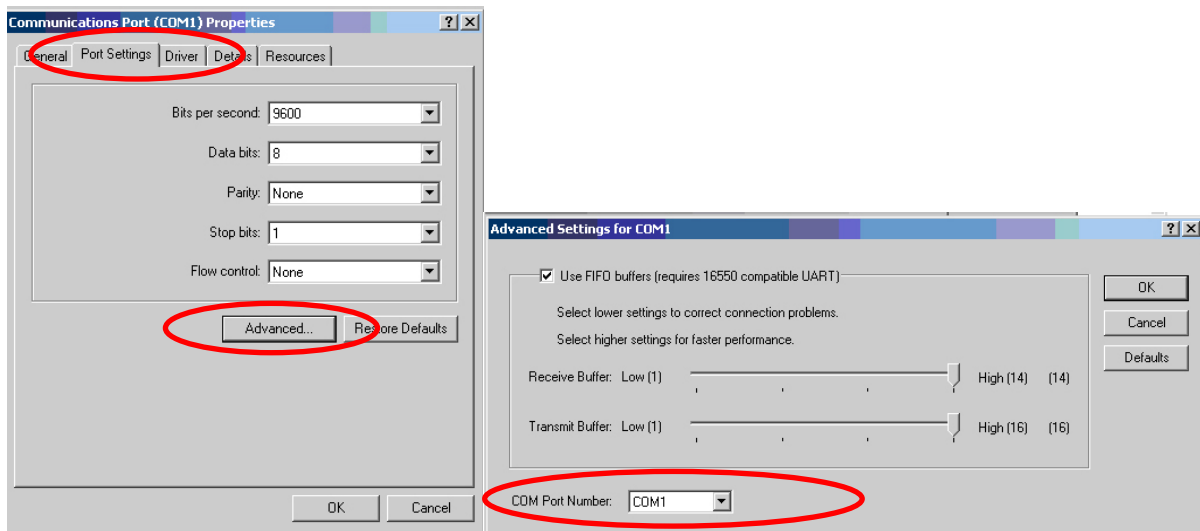 Communications Port (COM1) Properties
General Port Settings Driver Details Resources
Bits per second: 9600
Data bits: 8
Parity: None
Stop bits: 1
Flow control: None
Advanced... Restore Defaults
OK Cancel
Advanced Settings for COM1
Use FIFO buffers (requires 16550 compatible UART)
Select lower settings to correct connection problems.
Select higher settings for faster performance.
Receive Buffer: Low (1) High (14) (14)
Transmit Buffer: Low (1) High (16) (16)
COM Port Number: COM1
OK
Cancel
Defaults